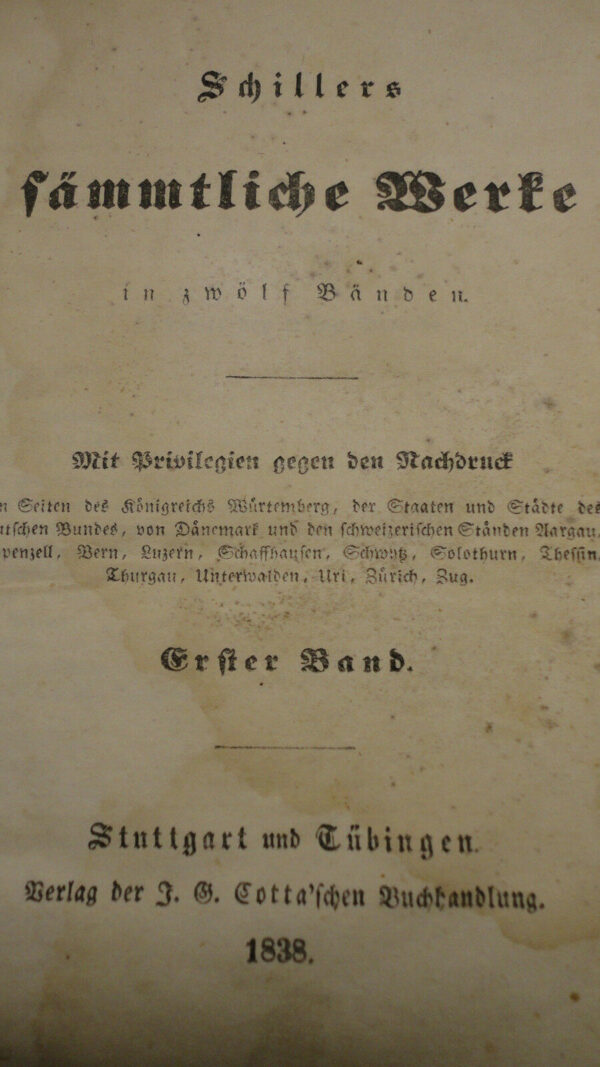 Schillers
sämmtliche Werke
in zwölf Bänden.
Mit Privilegien gegen den Nachdruck
n Seiten des Königreichs Würtemberg, der Staaten und Städte des
utschen Bundes, von Dänemark und den schweizerischen Ständen Aargau,
penzell, Bern, Luzern, Schaffhausen, Schwytz, Solothurn, Thessin,
Thurgau, Unterwalden, Uri, Zürich, Zug.
Erster Band.
Stuttgart und Tübingen.
Verlag der J. G. Cotta'schen Buchhandlung.
1838.